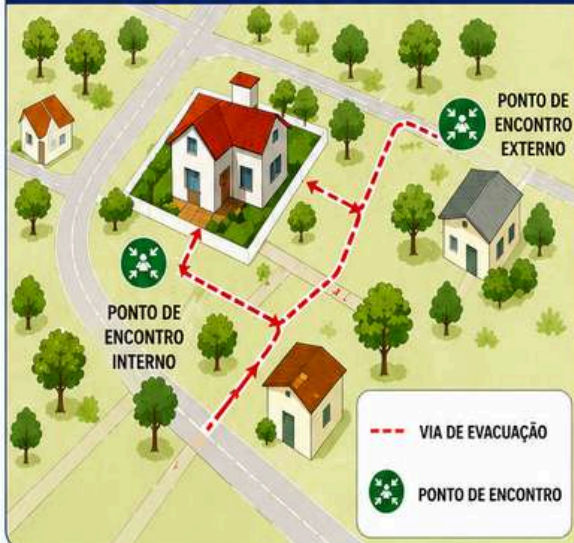 PONTO DE
ENCONTRO
EXTERNO
PONTO DE
ENCONTRO
INTERNO
VIA DE EVACUAÇÃO
PONTO DE ENCONTRO